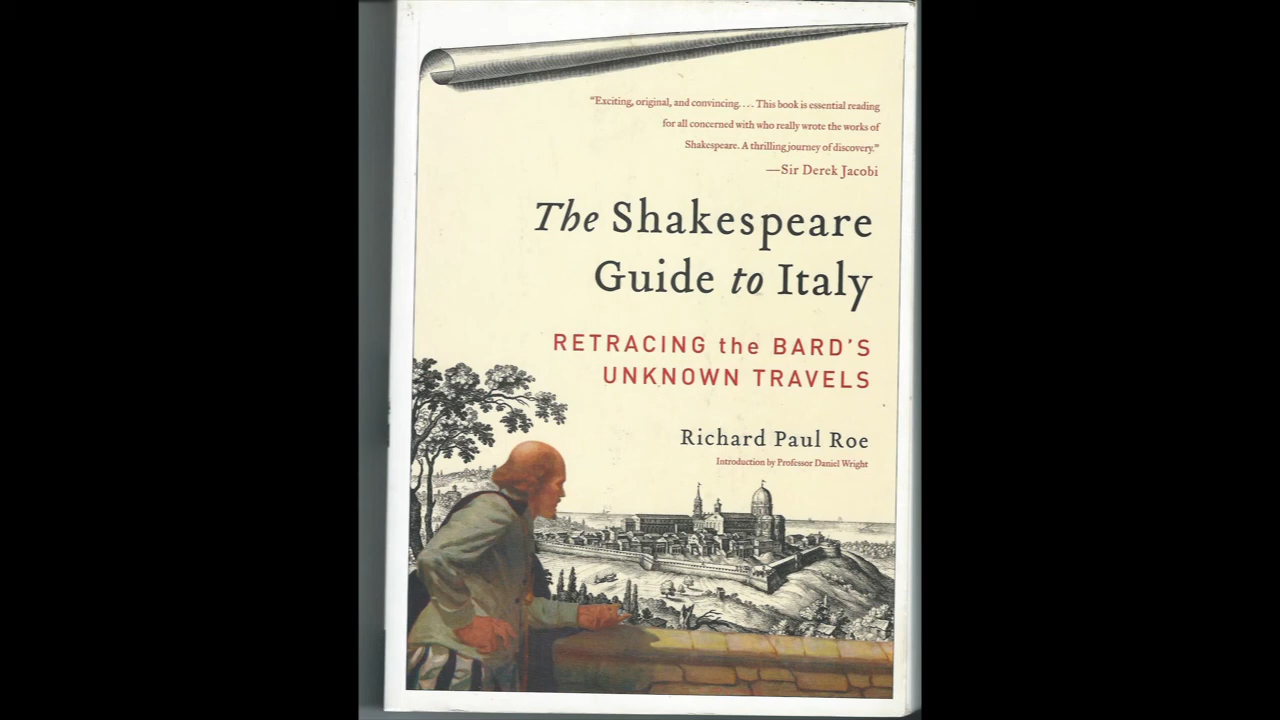 “Exciting, original, and convincing. . . . This book is essential reading
for all concerned with who really wrote the works of
Shakespeare. A thrilling journey of discovery.”
—Sir Derek Jacobi
The Shakespeare
Guide to Italy
RETRACING the BARD’S
UNKNOWN TRAVELS
Richard Paul Roe
Introduction by Professor Daniel Wright